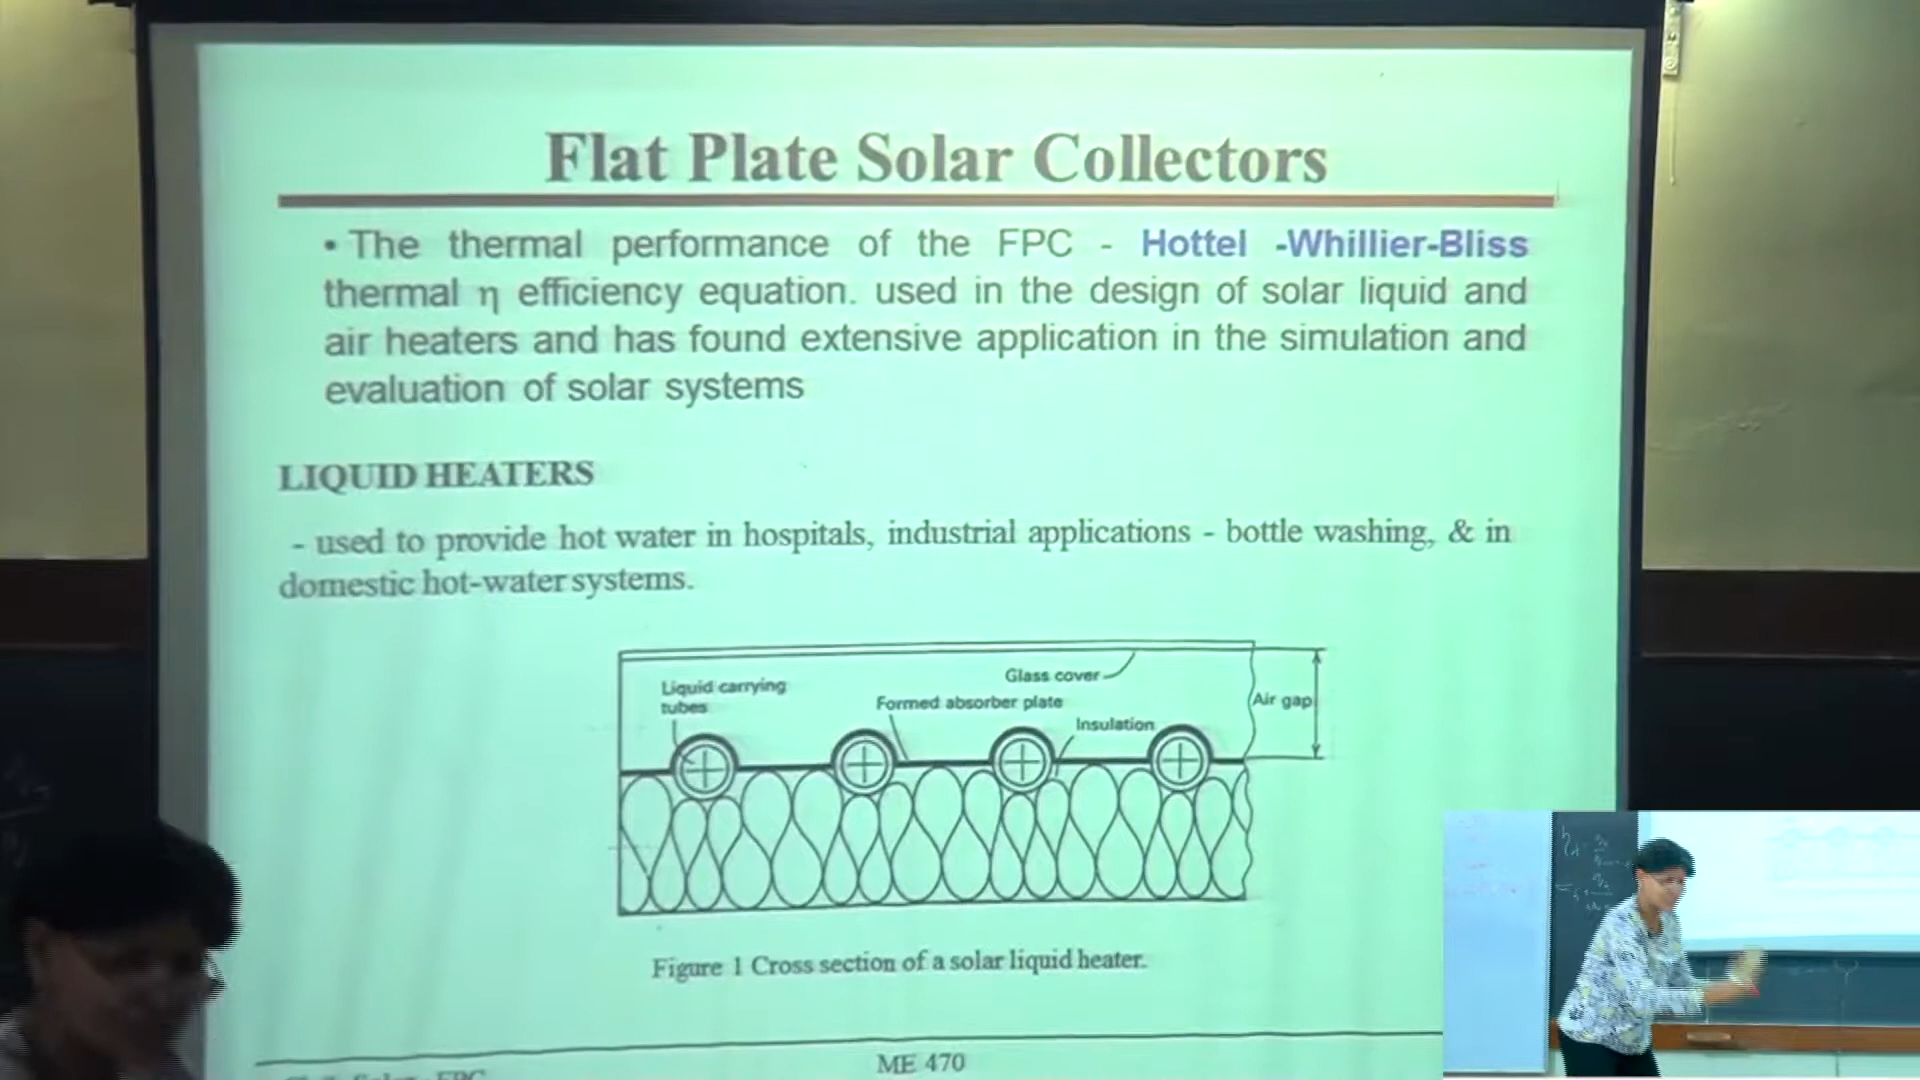 Flat Plate Solar Collectors
• The thermal performance of the FPC - Hottel -Whillier-Bliss
thermal η efficiency equation. used in the design of solar liquid and
air heaters and has found extensive application in the simulation and
evaluation of solar systems
LIQUID HEATERS
- used to provide hot water in hospitals, industrial applications - bottle washing, & in
domestic hot-water systems.
Glass cover
Liquid carrying
tubes
Formed absorber plate
Air gap
Insulation
Figure 1 Cross section of a solar liquid heater.
ME 470